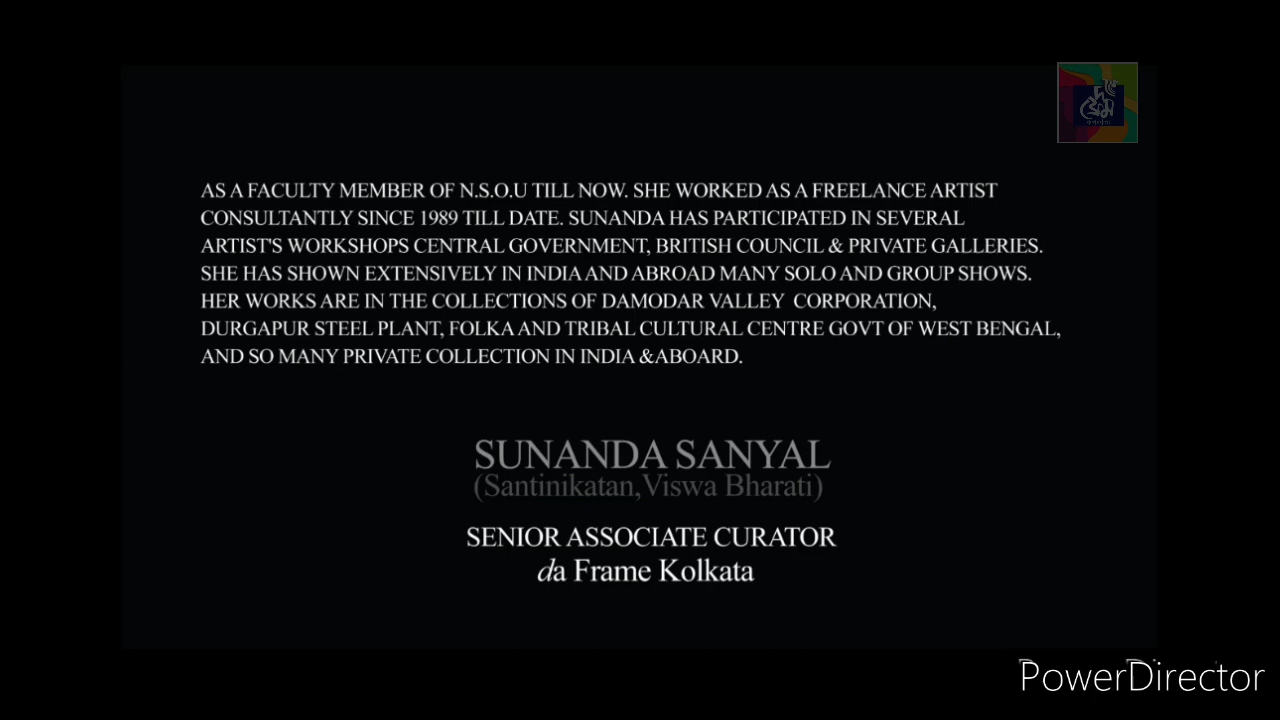 AS A FACULTY MEMBER OF N.S.O.U TILL NOW. SHE WORKED AS A FREELANCE ARTIST
CONSULTANTLY SINCE 1989 TILL DATE. SUNANDA HAS PARTICIPATED IN SEVERAL
ARTIST'S WORKSHOPS CENTRAL GOVERNMENT, BRITISH COUNCIL & PRIVATE GALLERIES.
SHE HAS SHOWN EXTENSIVELY IN INDIA AND ABROAD MANY SOLO AND GROUP SHOWS.
HER WORKS ARE IN THE COLLECTIONS OF DAMODAR VALLEY CORPORATION,
DURGAPUR STEEL PLANT, FOLKA AND TRIBAL CULTURAL CENTRE GOVT OF WEST BENGAL,
AND SO MANY PRIVATE COLLECTION IN INDIA &ABOARD.
SUNANDA SANYAL
(Santinikatan,Viswa Bharati)
SENIOR ASSOCIATE CURATOR
da Frame Kolkata
PowerDirector